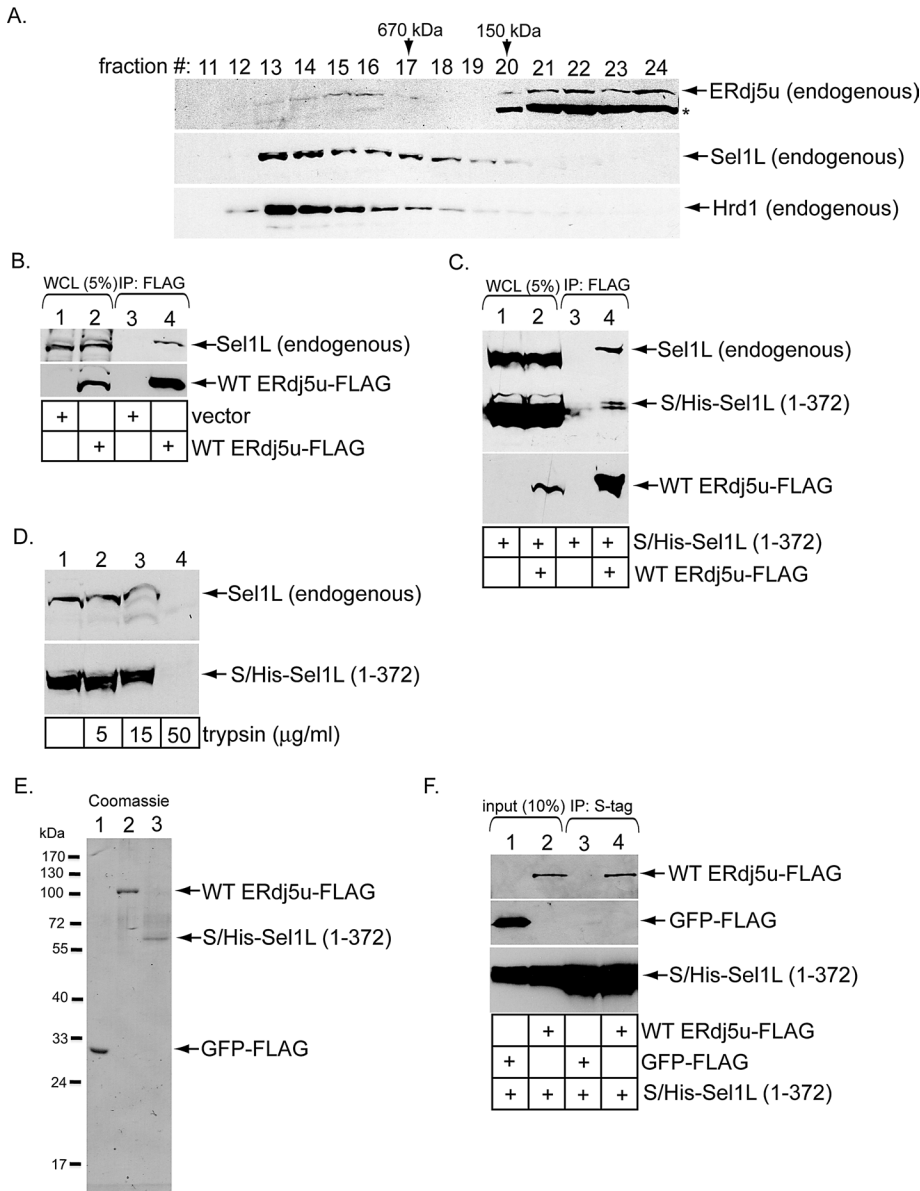 A.
670 kDa 150 kDa
fraction #: 11 12 13 14 15 16 17 18 19 20 21 22 23 24
ERdj5u (endogenous)
*
Sel1L (endogenous)
Hrd1 (endogenous)
B.
WCL (5%) IP: FLAG
1 2 3 4
Sel1L (endogenous)
WT ERdj5u-FLAG
+ + vector
+ + WT ERdj5u-FLAG
C.
WCL (5%) IP: FLAG
1 2 3 4
Sel1L (endogenous)
S/His-Sel1L (1-372)
WT ERdj5u-FLAG
+ + + + S/His-Sel1L (1-372)
+ + WT ERdj5u-FLAG
D.
1 2 3 4
Sel1L (endogenous)
S/His-Sel1L (1-372)
5 15 50 trypsin (μg/ml)
E.
Coomassie
kDa 1 2 3
170
130
100
72
55
40
33
24
17
WT ERdj5u-FLAG
S/His-Sel1L (1-372)
GFP-FLAG
F.
input (10%) IP: S-tag
1 2 3 4
WT ERdj5u-FLAG
GFP-FLAG
S/His-Sel1L (1-372)
+ + WT ERdj5u-FLAG
+ + GFP-FLAG
+ + + + S/His-Sel1L (1-372)